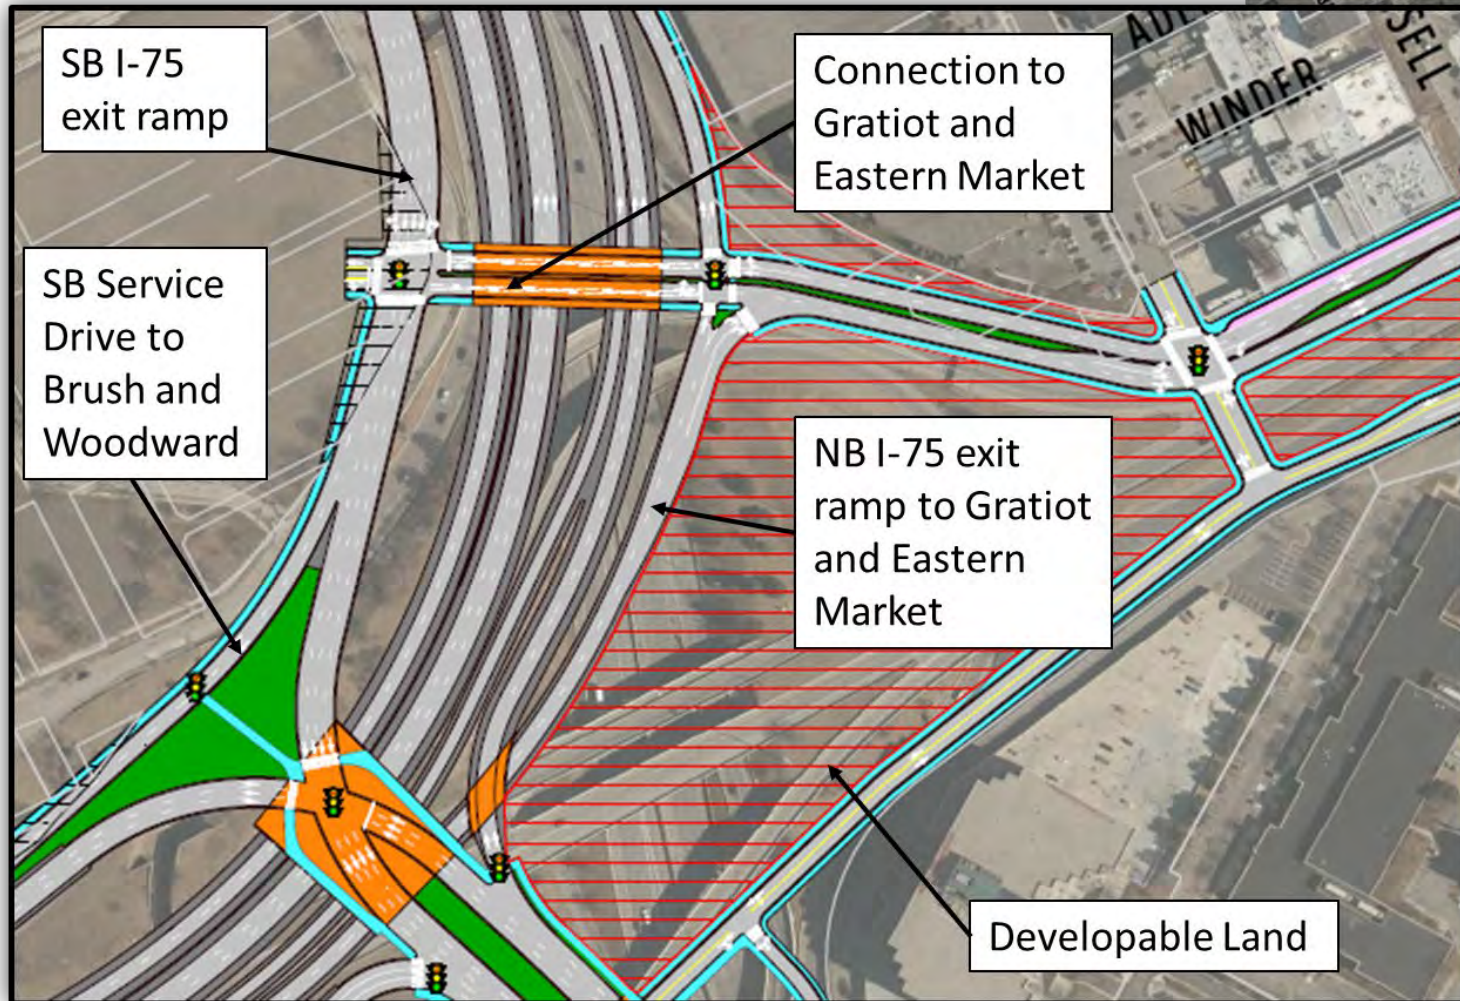 SB I-75
exit ramp
Connection to
Gratiot and
Eastern Market
WINDER
SB Service
Drive to
Brush and
Woodward
NB I-75 exit
ramp to Gratiot
and Eastern
Market
Developable Land